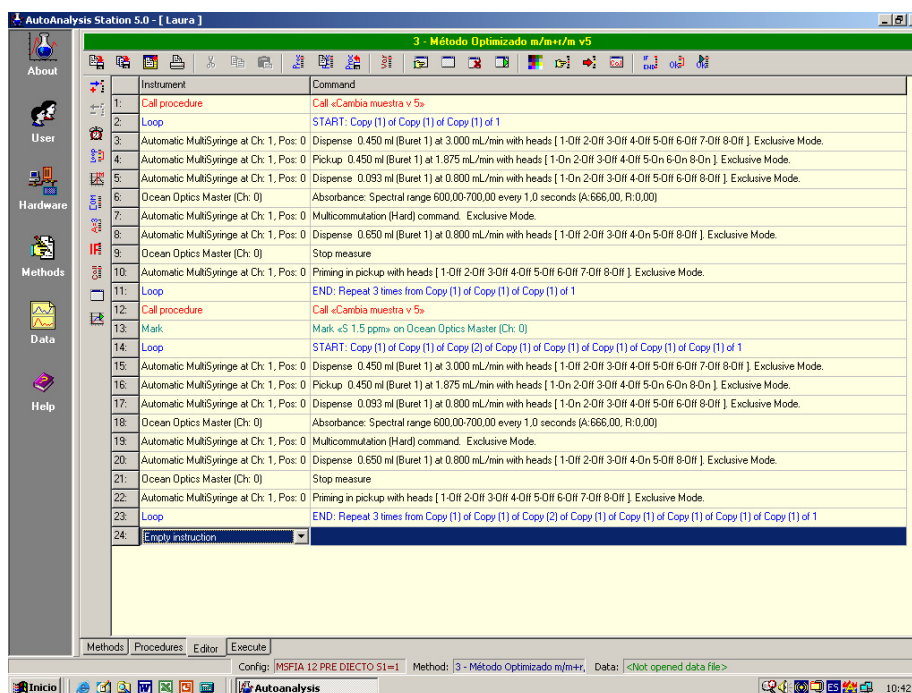 AutoAnalysis Station 5.0 - [ Laura ]
3 - Método Optimizado m/m+r/m v5
About
User
Hardware
Methods
Data
Help
Instrument Command
1: Call procedure Call «Cambia muestra v 5»
2: Loop START: Copy (1) of Copy (1) of Copy (1) of 1
3: Automatic MultiSyringe at Ch: 1, Pos: 0 Dispense 0.450 ml (Buret 1) at 3.000 mL/min with heads [ 1-Off 2-Off 3-Off 4-Off 5-Off 6-Off 7-Off 8-Off ]. Exclusive Mode.
4: Automatic MultiSyringe at Ch: 1, Pos: 0 Pickup 0.450 ml (Buret 1) at 1.875 mL/min with heads [ 1-On 2-Off 3-Off 4-Off 5-On 6-On 8-On ]. Exclusive Mode.
5: Automatic MultiSyringe at Ch: 1, Pos: 0 Dispense 0.093 ml (Buret 1) at 0.800 mL/min with heads [ 1-On 2-Off 3-Off 4-Off 5-Off 6-Off 8-Off ]. Exclusive Mode.
6: Ocean Optics Master (Ch: 0) Absorbance: Spectral range 600,00-700,00 every 1,0 seconds (A:666,00, R:0,00)
7: Automatic MultiSyringe at Ch: 1, Pos: 0 Multicommutation (Hard) command. Exclusive Mode.
8: Automatic MultiSyringe at Ch: 1, Pos: 0 Dispense 0.650 ml (Buret 1) at 0.800 mL/min with heads [ 1-Off 2-Off 3-Off 4-On 5-Off 8-Off ]. Exclusive Mode.
9: Ocean Optics Master (Ch: 0) Stop measure
10: Automatic MultiSyringe at Ch: 1, Pos: 0 Priming in pickup with heads [ 1-Off 2-Off 3-Off 4-Off 5-Off 6-Off 7-Off 8-Off ]. Exclusive Mode.
11: Loop END: Repeat 3 times from Copy (1) of Copy (1) of Copy (1) of 1
12: Call procedure Call «Cambia muestra v 5»
13: Mark Mark «S 1.5 ppm» on Ocean Optics Master (Ch: 0)
14: Loop START: Copy (1) of Copy (1) of Copy (2) of Copy (1) of Copy (1) of Copy (1) of Copy (1) of Copy (1) of 1
15: Automatic MultiSyringe at Ch: 1, Pos: 0 Dispense 0.450 ml (Buret 1) at 3.000 mL/min with heads [ 1-Off 2-Off 3-Off 4-Off 5-Off 6-Off 7-Off 8-Off ]. Exclusive Mode.
16: Automatic MultiSyringe at Ch: 1, Pos: 0 Pickup 0.450 ml (Buret 1) at 1.875 mL/min with heads [ 1-On 2-Off 3-Off 4-Off 5-On 6-On 8-On ]. Exclusive Mode.
17: Automatic MultiSyringe at Ch: 1, Pos: 0 Dispense 0.093 ml (Buret 1) at 0.800 mL/min with heads [ 1-On 2-Off 3-Off 4-Off 5-Off 6-Off 8-Off ]. Exclusive Mode.
18: Ocean Optics Master (Ch: 0) Absorbance: Spectral range 600,00-700,00 every 1,0 seconds (A:666,00, R:0,00)
19: Automatic MultiSyringe at Ch: 1, Pos: 0 Multicommutation (Hard) command. Exclusive Mode.
20: Automatic MultiSyringe at Ch: 1, Pos: 0 Dispense 0.650 ml (Buret 1) at 0.800 mL/min with heads [ 1-Off 2-Off 3-Off 4-On 5-Off 8-Off ]. Exclusive Mode.
21: Ocean Optics Master (Ch: 0) Stop measure
22: Automatic MultiSyringe at Ch: 1, Pos: 0 Priming in pickup with heads [ 1-Off 2-Off 3-Off 4-Off 5-Off 6-Off 7-Off 8-Off ]. Exclusive Mode.
23: Loop END: Repeat 3 times from Copy (1) of Copy (1) of Copy (2) of Copy (1) of Copy (1) of Copy (1) of Copy (1) of Copy (1) of 1
24: Empty instruction
Methods Procedures Editor Execute
Config: MSFIA 12 PRE DIECTO S1=1 Method: 3 - Método Optimizado m/m+r, Data: <Not opened data file>
Inicio Autoanalysis ES 10:42